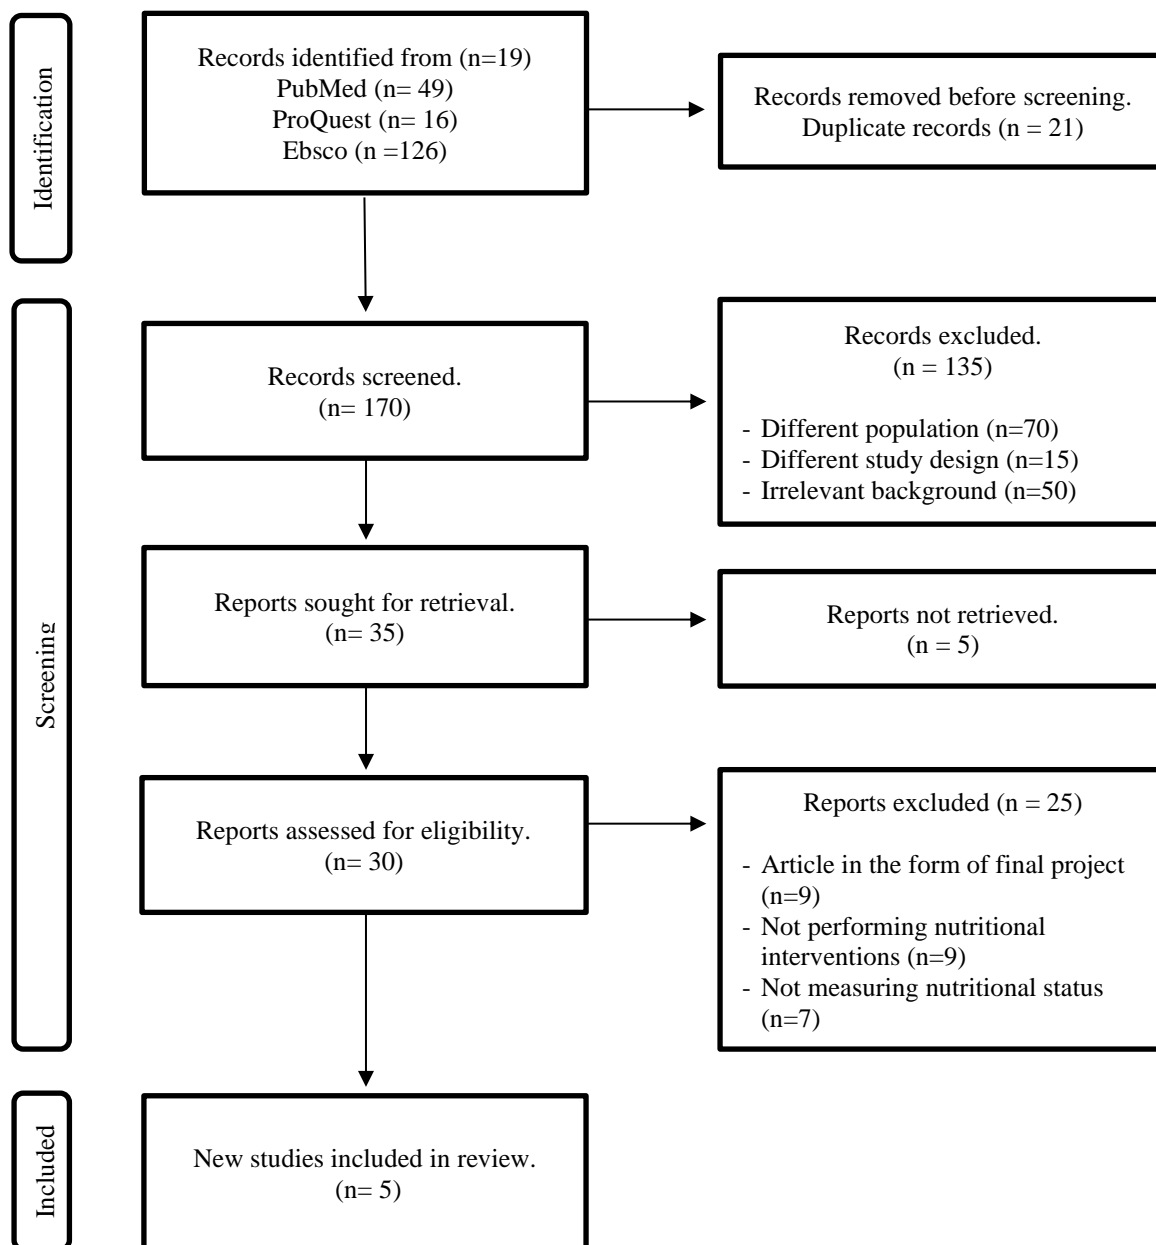 Identification
Records identified from (n=19)
PubMed (n= 49)
ProQuest (n= 16)
Ebsco (n =126)
Records removed before screening.
Duplicate records (n = 21)
Screening
Records screened.
(n= 170)
Records excluded.
(n = 135)
- Different population (n=70)
- Different study design (n=15)
- Irrelevant background (n=50)
Reports sought for retrieval.
(n= 35)
Reports not retrieved.
(n = 5)
Reports assessed for eligibility.
(n= 30)
Reports excluded (n = 25)
- Article in the form of final project
(n=9)
- Not performing nutritional
interventions (n=9)
- Not measuring nutritional status
(n=7)
Included
New studies included in review.
(n= 5)